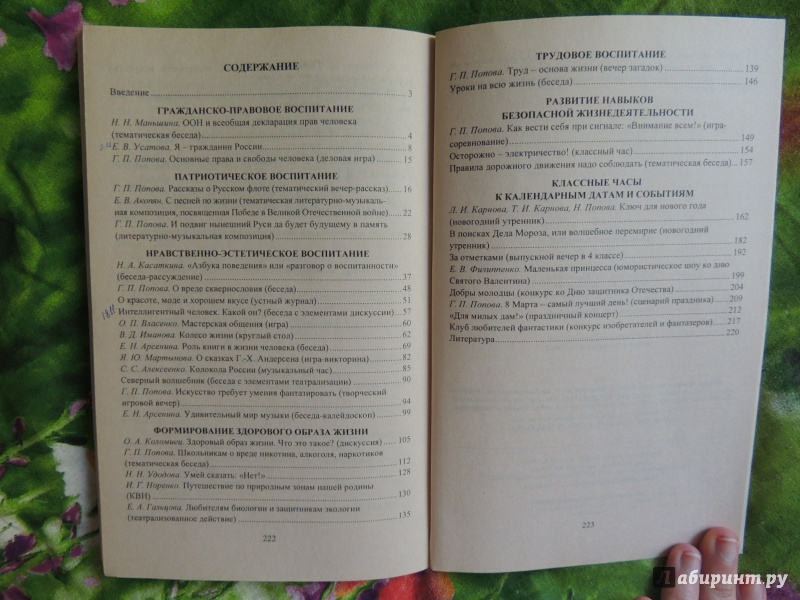 СОДЕРЖАНИЕ
Введение 3
ГРАЖДАНСКО-ПРАВОВОЕ ВОСПИТАНИЕ
Н. Н. Маньшина. ООН и всеобщая декларация прав человека
(тематическая беседа) 4
Е. В. Усатова. Я – гражданин России 8
Г. П. Попова. Основные права и свободы человека (деловая игра) 15
ПАТРИОТИЧЕСКОЕ ВОСПИТАНИЕ
Г. П. Попова. Рассказы о Русском флоте (тематический вечер-рассказ) 16
Е. В. Акопян. С песней по жизни (тематическая литературно-музыкаль-
ная композиция, посвященная Победе в Великой Отечественной войне) 22
Г. П. Попова. И подвиг нынешний Руси да будет будущему в память
(литературно-музыкальная композиция) 28
НРАВСТВЕННО-ЭСТЕТИЧЕСКОЕ ВОСПИТАНИЕ
Н. А. Касаткина. «Азбука поведения» или «разговор о воспитанности»
(беседа-рассуждение) 37
Г. П. Попова. О вреде сквернословия (беседа) 48
О красоте, моде и хорошем вкусе (устный журнал) 51
Интеллигентный человек. Какой он? (беседа с элементами дискуссии) 57
О. П. Власенко. Мастерская общения (игра) 60
В. Д. Иманова. Колесо жизни (круглый стол) 62
Е. Н. Арсенина. Роль книги в жизни человека (беседа) 69
Я. Ю. Мартынова. О сказках Г.-Х. Андерсена (игра-викторина) 82
С. С. Алексеенко. Колокола России (музыкальный час) 85
Северный волшебник (беседа с элементами театрализации) 90
Г. П. Попова. Искусство требует умения фантазировать (творческий
игровой вечер) 94
Е. Н. Арсенина. Удивительный мир музыки (беседа-калейдоскоп) 99
ФОРМИРОВАНИЕ ЗДОРОВОГО ОБРАЗА ЖИЗНИ
О. А. Коломиец. Здоровый образ жизни. Что это такое? (дискуссия) 105
Г. П. Попова. Школьникам о вреде никотина, алкоголя, наркотиков
(тематическая беседа) 112
Н. Н. Удодова. Умей сказать: «Нет!» 128
И. Г. Норенко. Путешествие по природным зонам нашей родины
(КВН) 130
Е. А. Гальцова. Любителям биологии и защитникам экологии
(театрализованное действие) 135
222
ТРУДОВОЕ ВОСПИТАНИЕ
Г. П. Попова. Труд – основа жизни (вечер загадок) 139
Уроки на всю жизнь (беседа) 146
РАЗВИТИЕ НАВЫКОВ
БЕЗОПАСНОЙ ЖИЗНЕДЕЯТЕЛЬНОСТИ
Г. П. Попова. Как вести себя при сигнале: «Внимание всем!» (игра-
соревнование) 149
Осторожно – электричество! (классный час) 154
Правила дорожного движения надо соблюдать (тематическая беседа) 157
КЛАССНЫЕ ЧАСЫ
К КАЛЕНДАРНЫМ ДАТАМ И СОБЫТИЯМ
Л. И. Карнова, Т. И. Карнова, Н. Попова. Ключ для нового года
(новогодний утренник) 162
В поисках Деда Мороза, или волшебное перемирие (новогодний
утренник) 182
За отметками (выпускной вечер в 4 классе) 192
Е. В. Филиппенко. Маленькая принцесса (юмористическое шоу ко дню
Святого Валентина) 199
Добры молодцы (конкурс ко Дню защитника Отечества) 204
Г. П. Попова. 8 Марта – самый лучший день! (сценарий праздника) 209
«Для милых дам!» (праздничный концерт) 212
Клуб любителей фантастики (конкурс изобретателей и фантазеров) 217
Литература 220
223
Лабиринт.ру